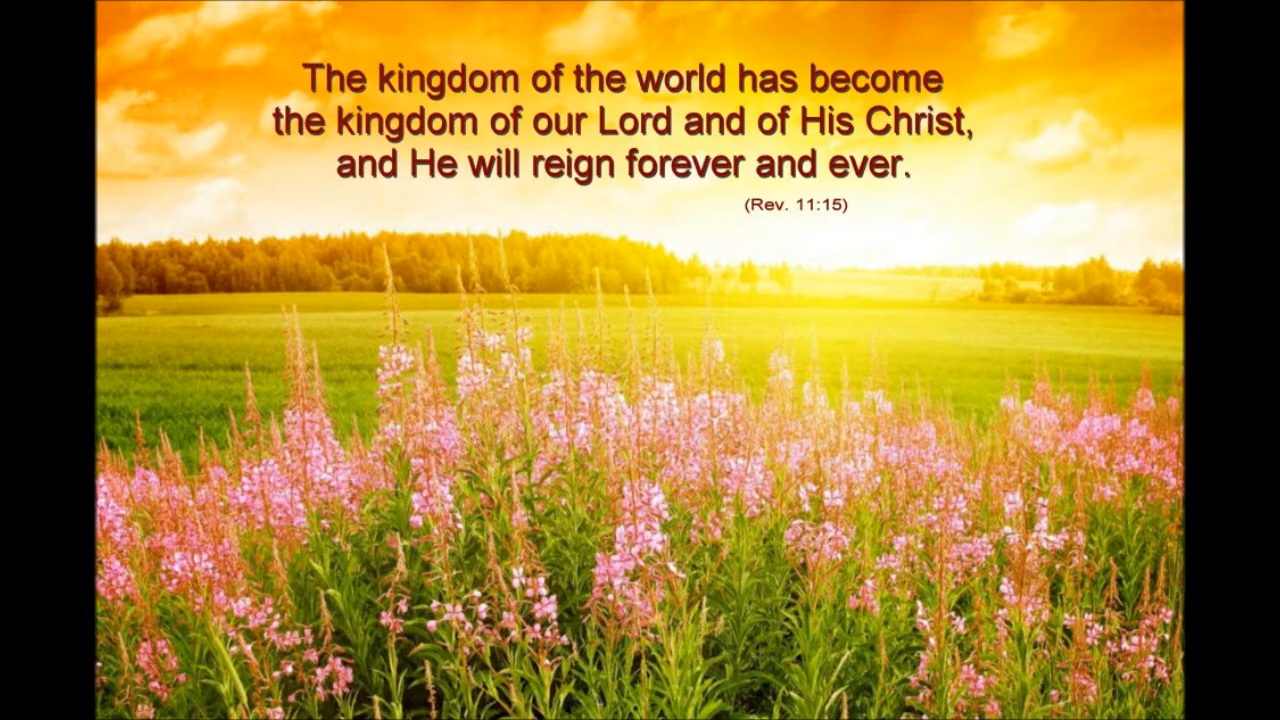 The kingdom of the world has become
the kingdom of our Lord and of His Christ,
and He will reign forever and ever.
(Rev. 11:15)